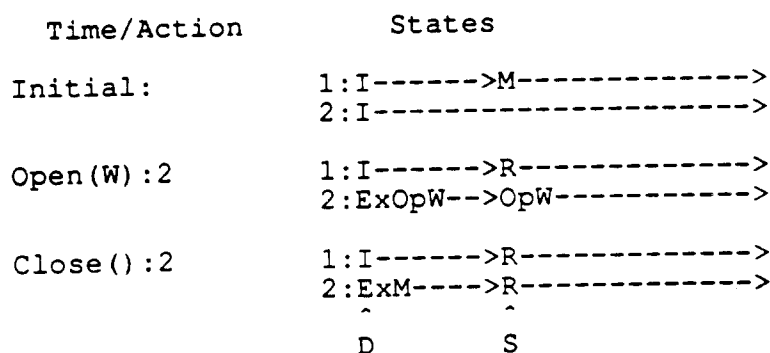 Time/Action States
Initial: 1:I------>M-------------->
2:I---------------------->
Open(W):2 1:I------>R-------------->
2:ExOpW-->OpW------------>
Close():2 1:I------>R-------------->
2:ExM---->R-------------->
^ ^
D S